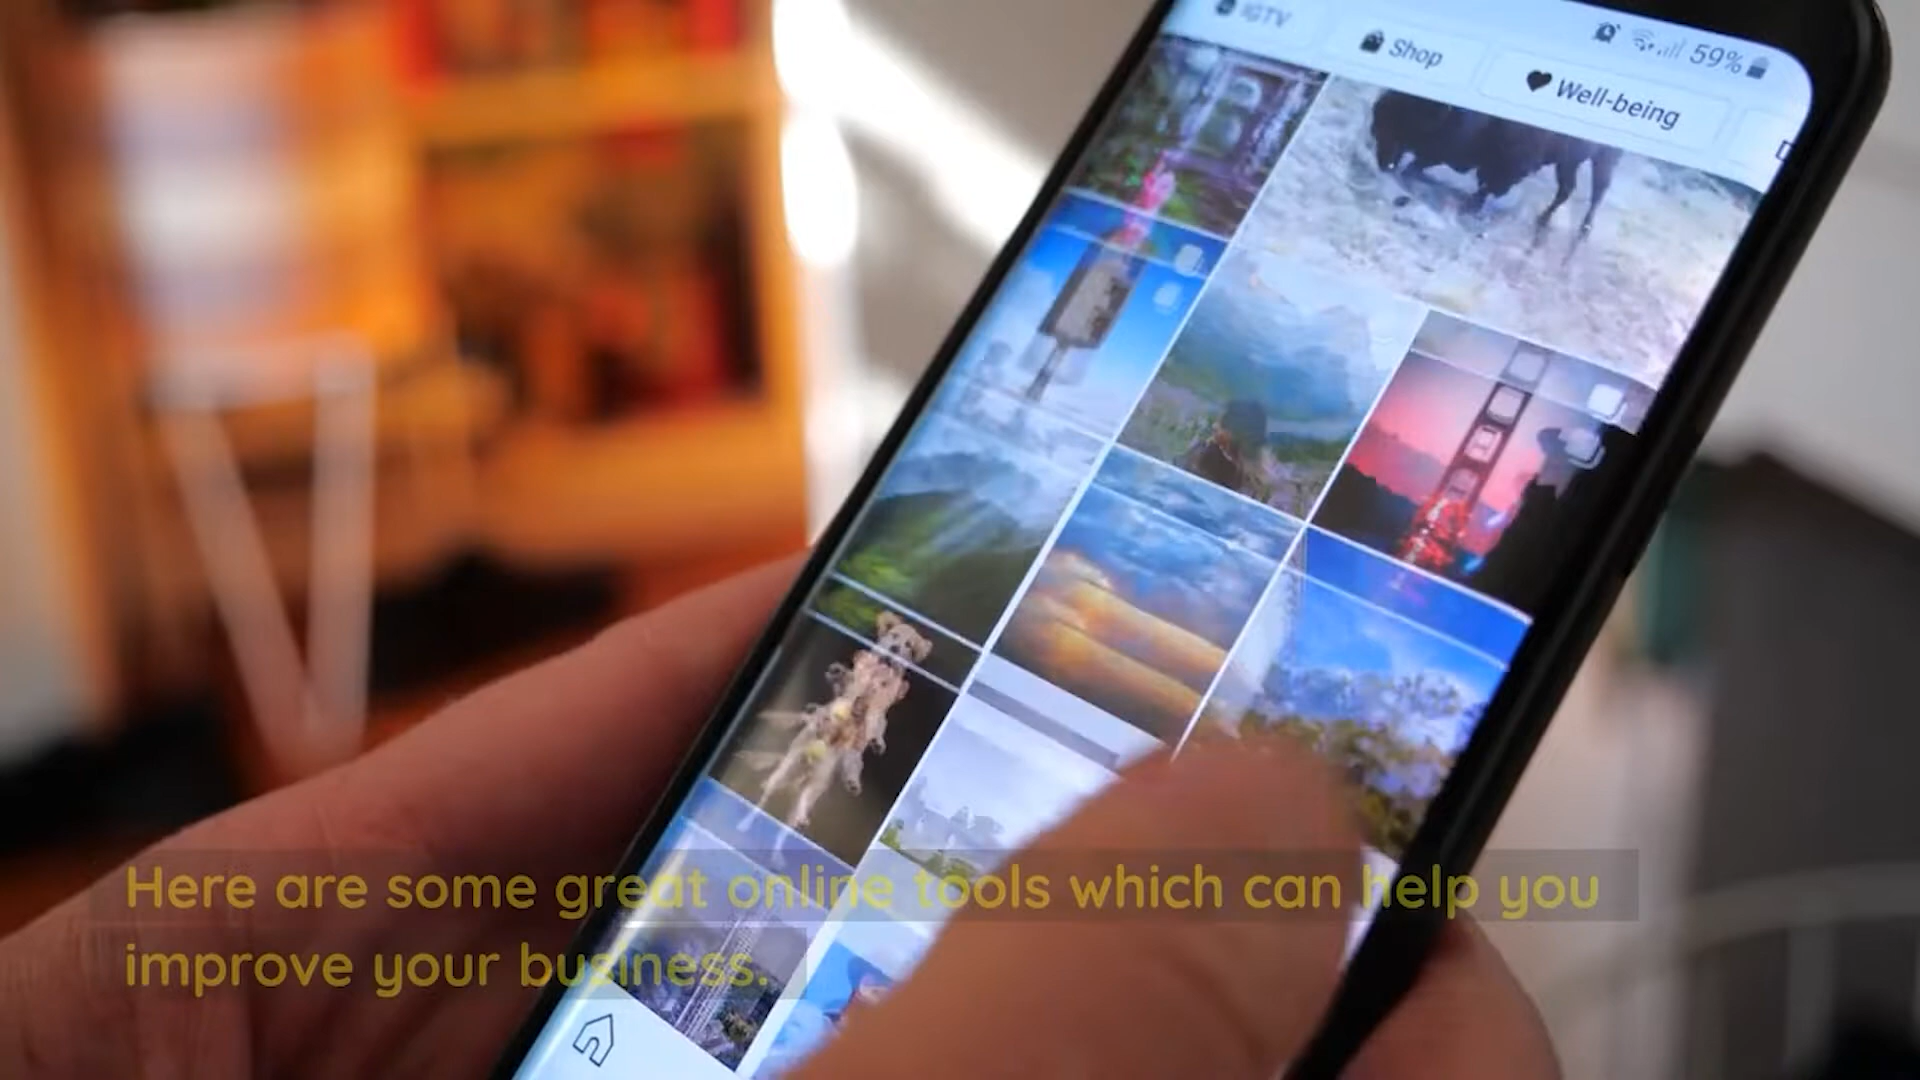 IGTV
Shop
Well-being
59%
Here are some great online tools which can help you
improve your business.